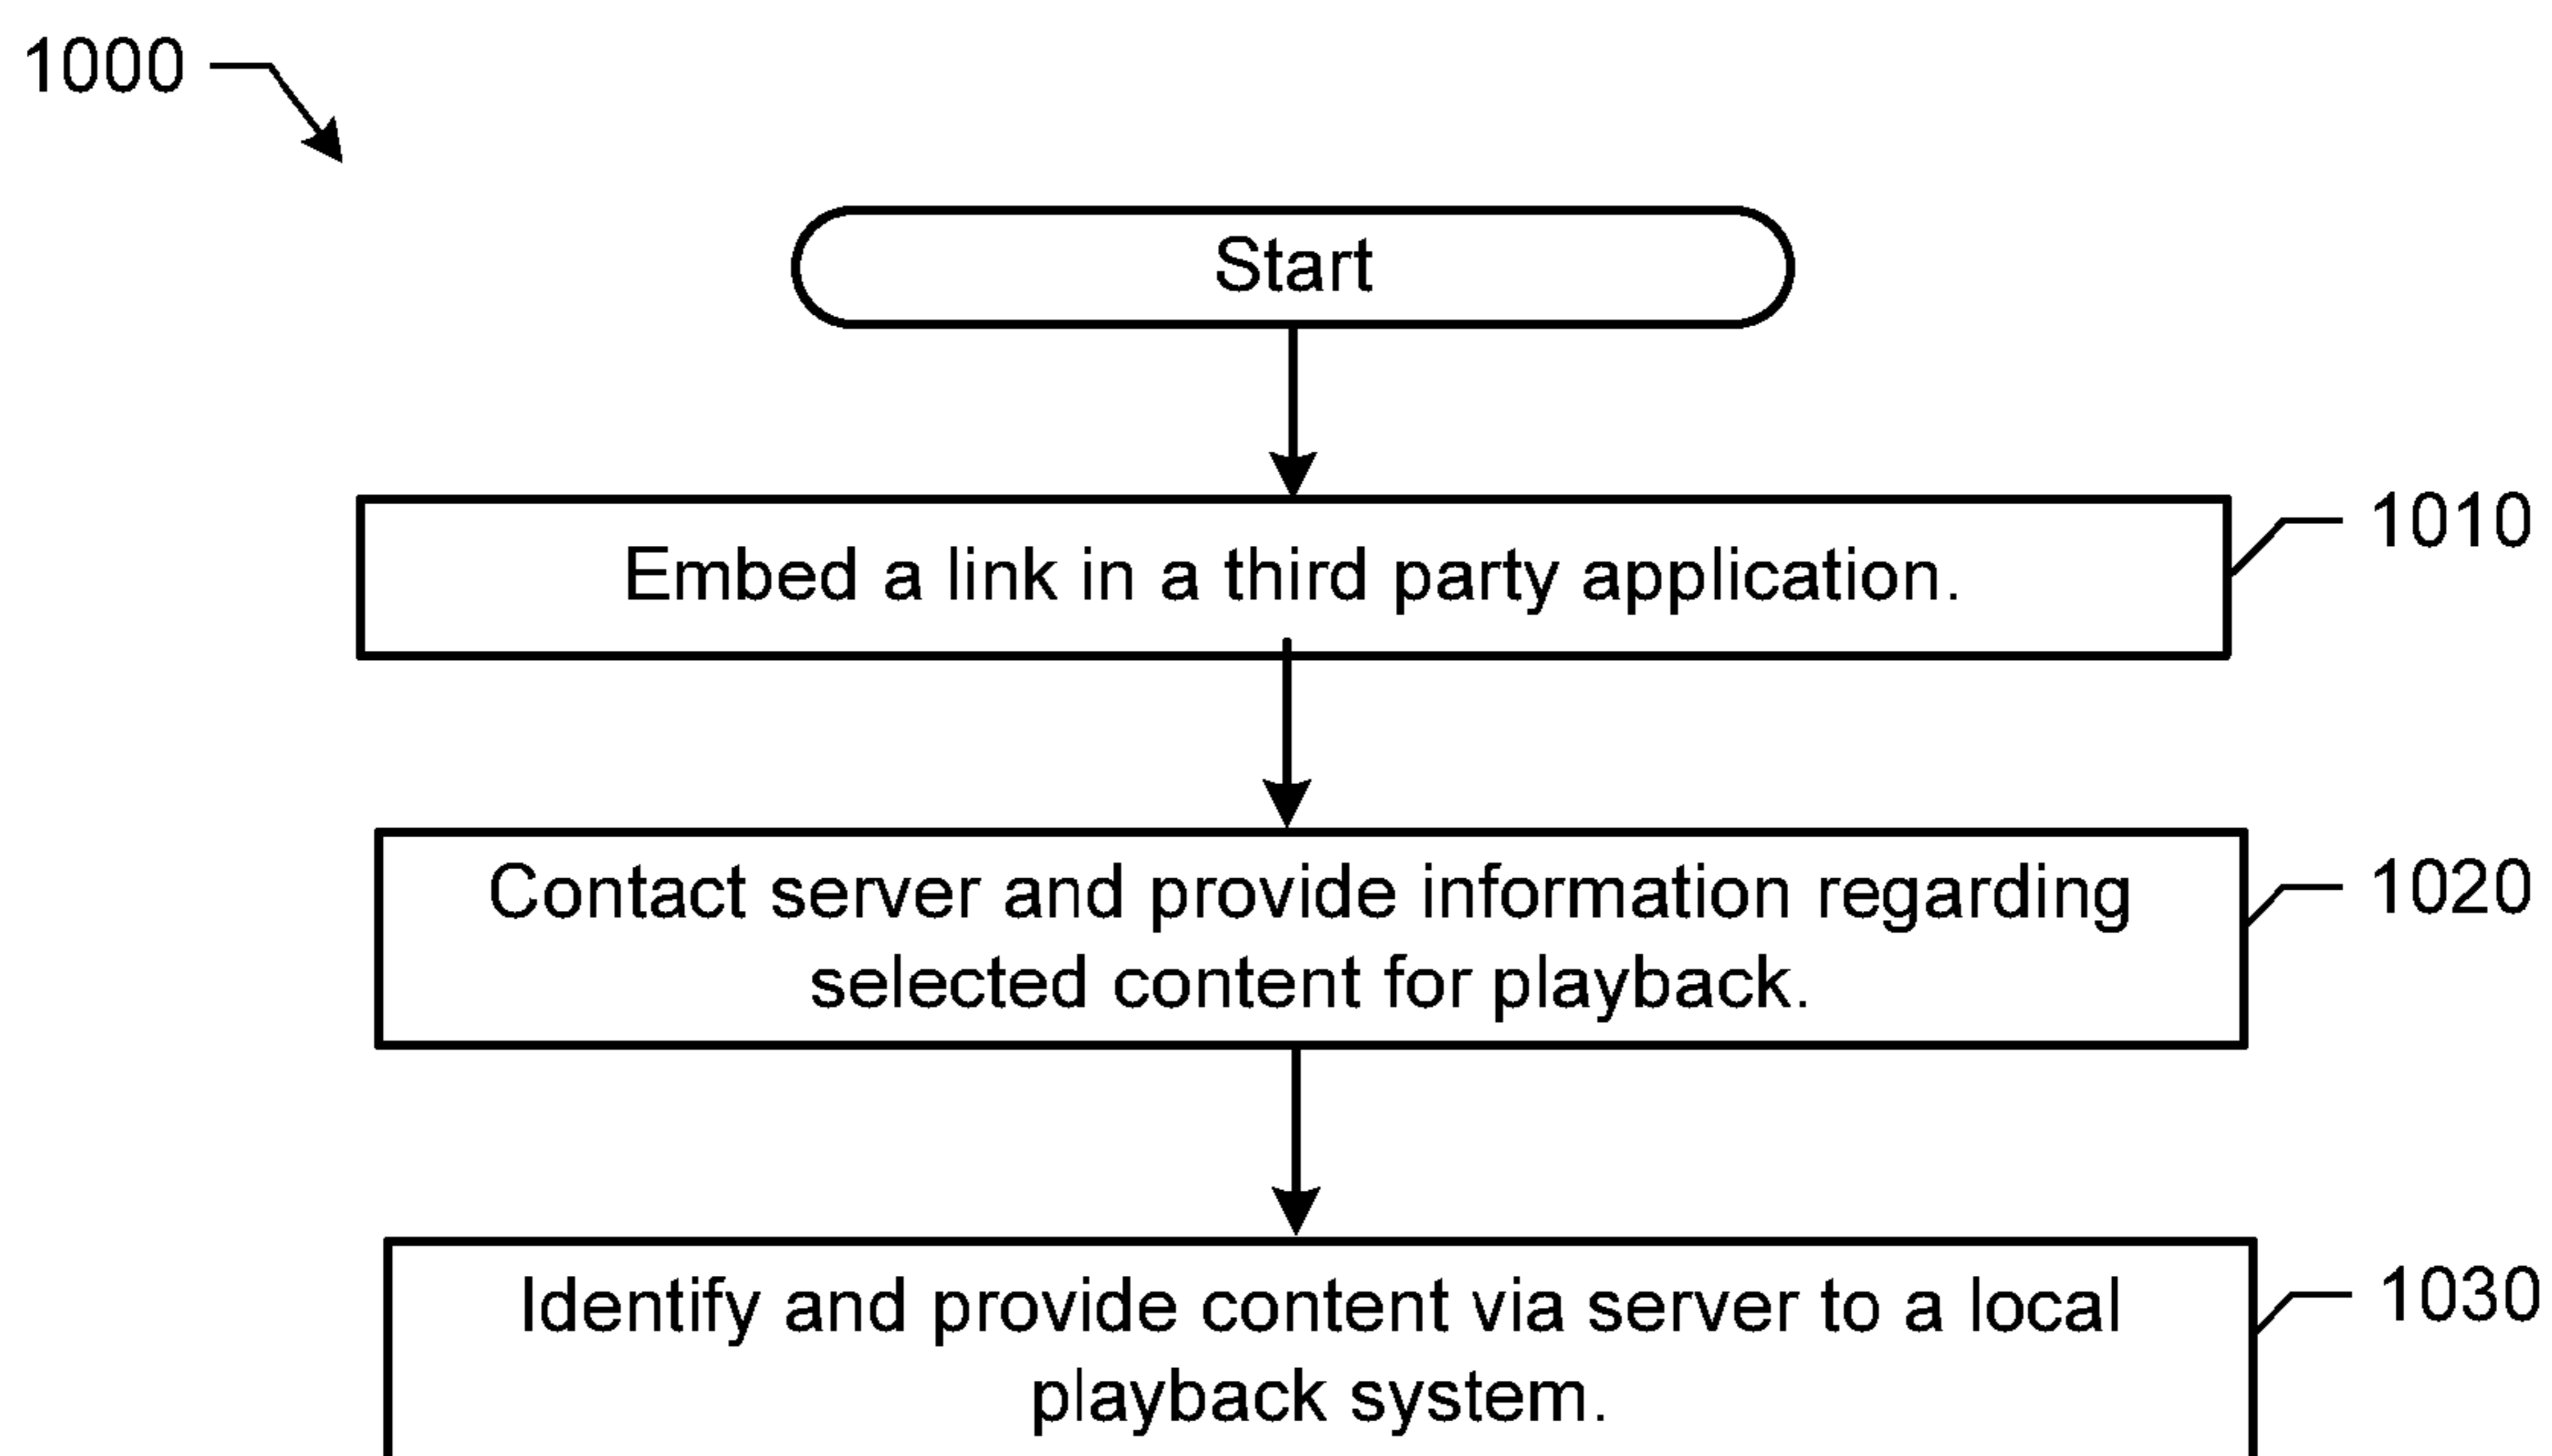 1000
Start
Embed a link in a third party application.
1010
Contact server and provide information regarding
selected content for playback.
1020
Identify and provide content via server to a local
playback system.
1030